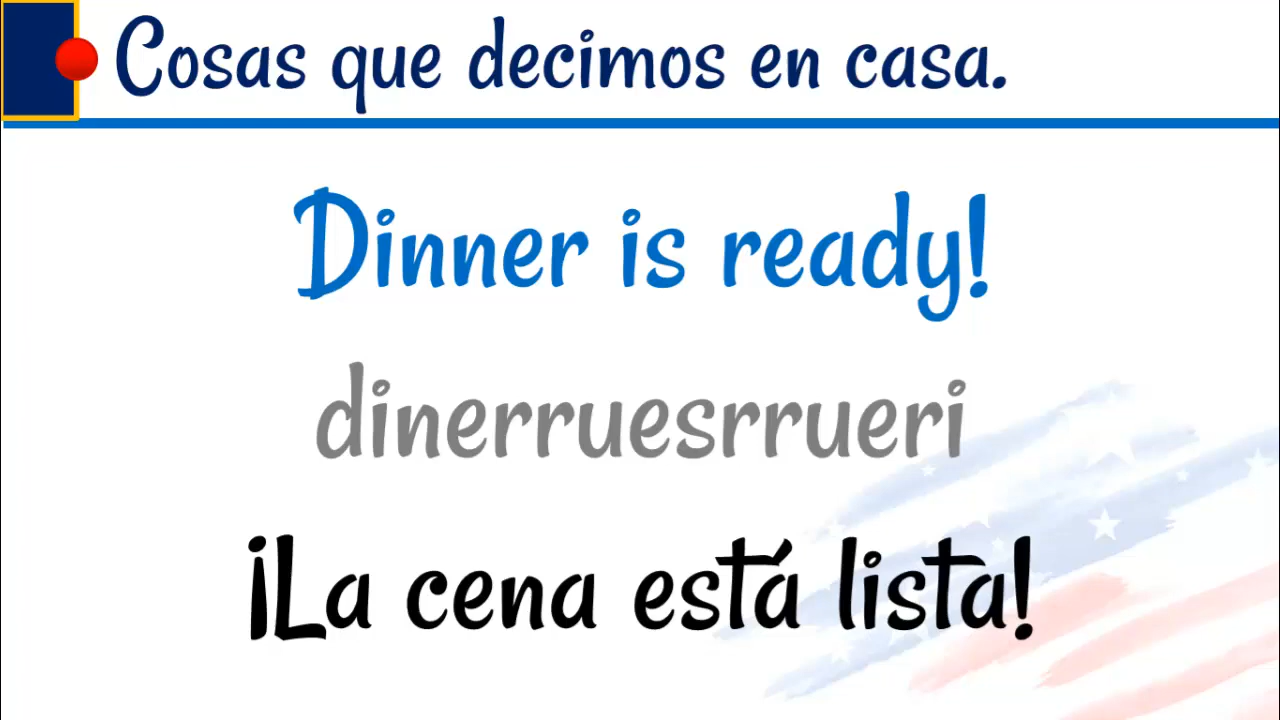 Cosas que decimos en casa.
Dinner is ready!
dinerruesrrueri
¡La cena está lista!